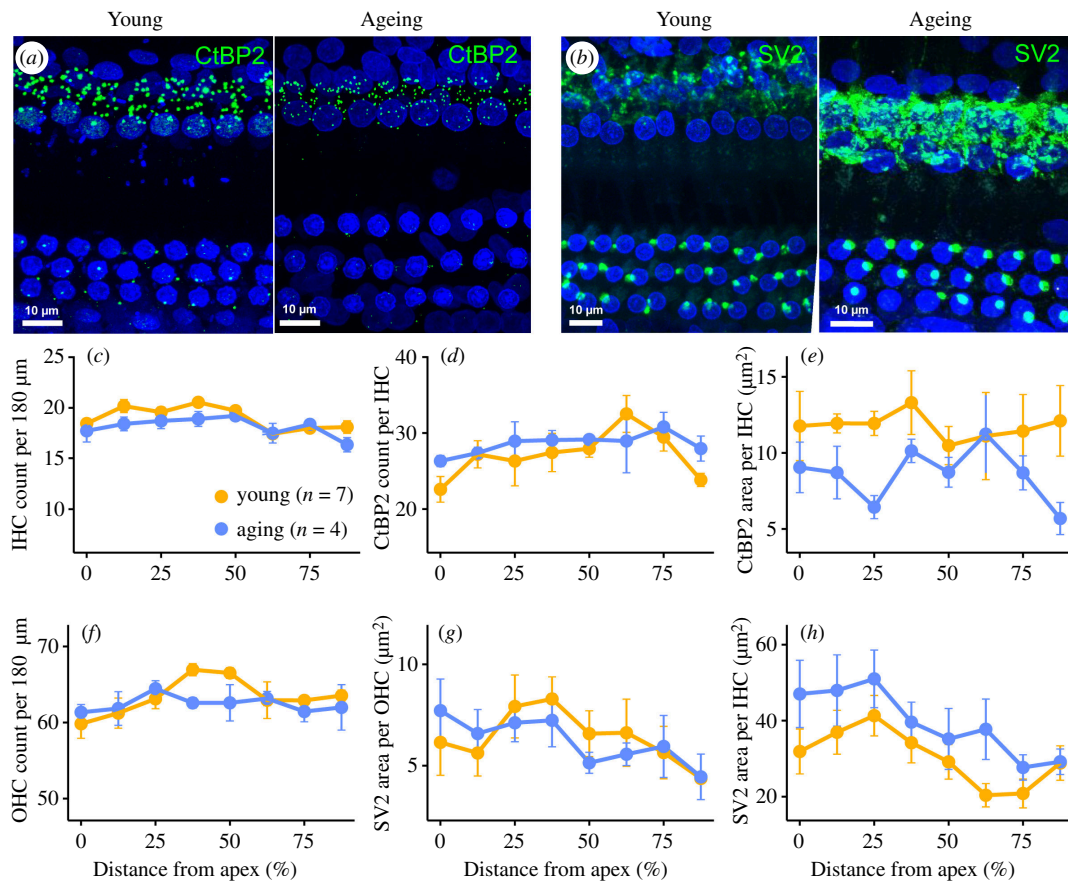 Young
Ageing
Young
Ageing
(a)
CtBP2
CtBP2
(b)
SV2
SV2
10 µm
10 µm
10 µm
10 µm
(c)
IHC count per 180 µm
25
20
15
10
0
25
50
75
young (n = 7)
aging (n = 4)
(d)
CtBP2 count per IHC
40
30
20
0
25
50
75
(e)
CtBP2 area per IHC (µm²)
15
10
5
0
25
50
75
(f)
OHC count per 180 µm
70
60
50
0
25
50
75
Distance from apex (%)
(g)
SV2 area per OHC (µm²)
10
5
0
25
50
75
Distance from apex (%)
(h)
SV2 area per IHC (µm²)
60
40
20
0
25
50
75
Distance from apex (%)